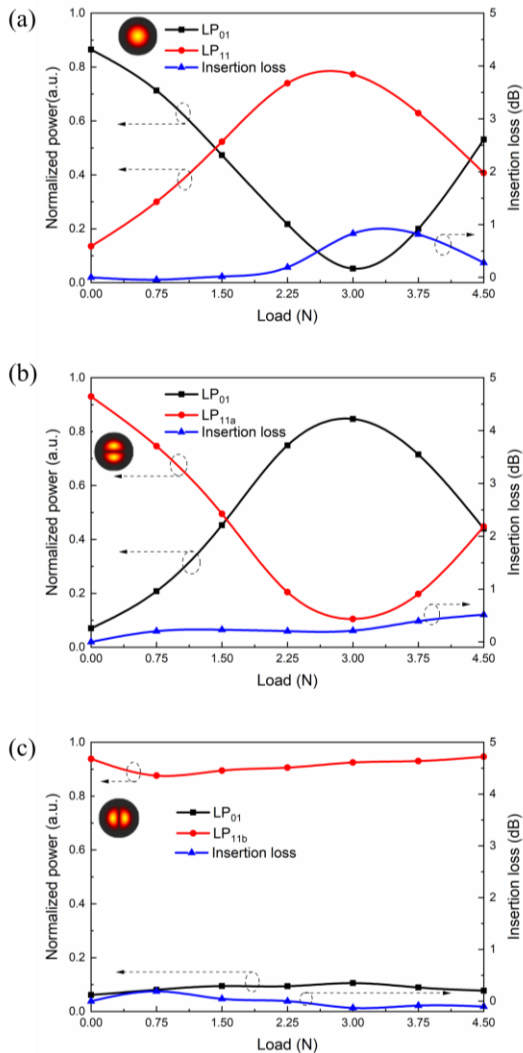 (a)
LP01
LP11
Insertion loss
Normalized power(a.u.)
1.0
0.8
0.6
0.4
0.2
0.0
5
4
3
2
1
0
Insertion loss (dB)
0.00 0.75 1.50 2.25 3.00 3.75 4.50
Load (N)
(b)
LP01
LP11a
Insertion loss
Normalized power (a.u.)
1.0
0.8
0.6
0.4
0.2
0.0
5
4
3
2
1
0
Insertion loss (dB)
0.00 0.75 1.50 2.25 3.00 3.75 4.50
Load (N)
(c)
LP01
LP11b
Insertion loss
Normalized power (a.u.)
1.0
0.8
0.6
0.4
0.2
0.0
5
4
3
2
1
0
Insertion loss (dB)
0.00 0.75 1.50 2.25 3.00 3.75 4.50
Load (N)